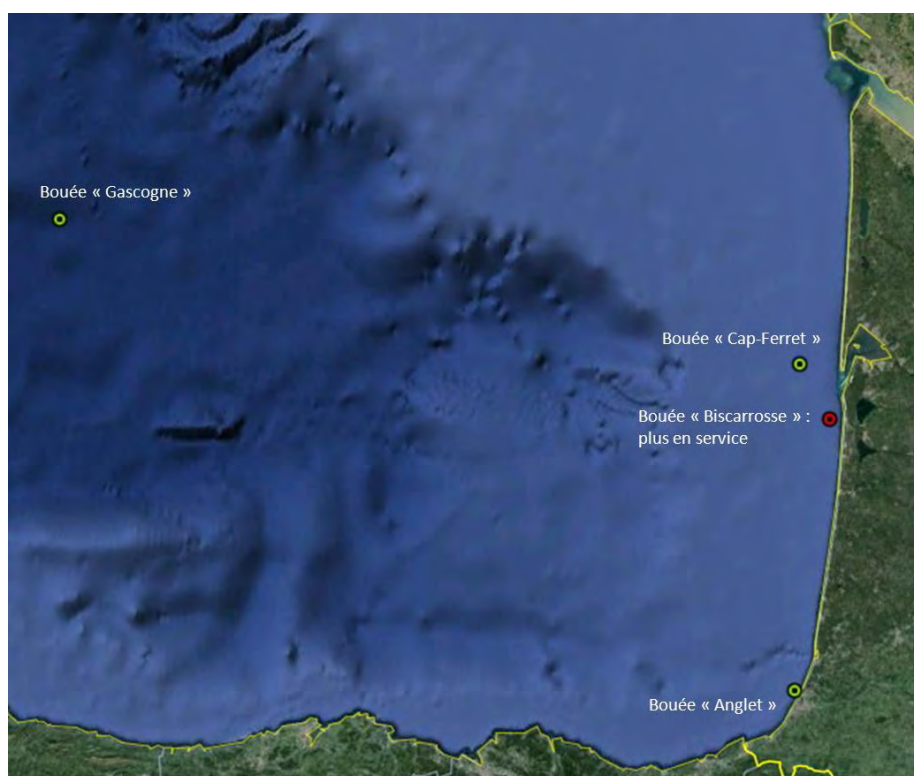 Bouée « Gascogne »
Bouée « Cap-Ferret »
Bouée « Biscarrosse » :
plus en service
Bouée « Anglet »